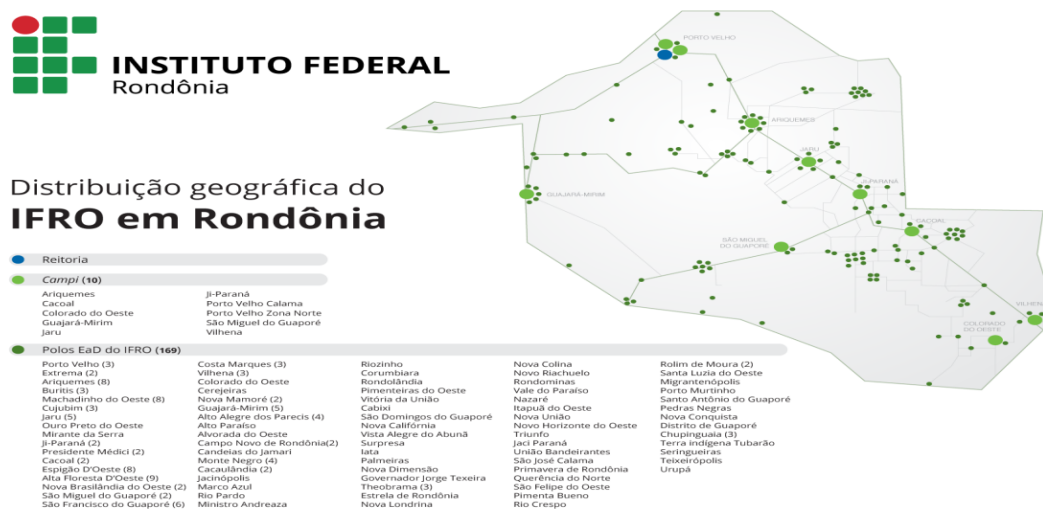 INSTITUTO FEDERAL
Rondônia
Distribuição geográfica do
IFRO em Rondônia
Reitoria
Campi (10)
Ariquemes
Cacoal
Colorado do Oeste
Guajará-Mirim
Jaru
Ji-Paraná
Porto Velho Calama
Porto Velho Zona Norte
São Miguel do Guaporé
Vilhena
Polos EaD do IFRO (169)
Porto Velho (3)
Extrema (2)
Ariquemes (8)
Buritis (3)
Machadinho do Oeste (8)
Cujubim (3)
Jaru (5)
Ouro Preto do Oeste
Mirante da Serra
Ji-Paraná (2)
Presidente Médici (2)
Cacoal (2)
Espigão D'Oeste (8)
Alta Floresta D'Oeste (9)
Nova Brasilândia do Oeste (2)
São Miguel do Guaporé (2)
São Francisco do Guaporé (6)
Costa Marques (3)
Vilhena (3)
Colorado do Oeste
Cerejeiras
Nova Mamoré (2)
Guajará-Mirim (5)
Alto Alegre dos Parecis (4)
Alto Paraíso
Alvorada do Oeste
Campo Novo de Rondônia(2)
Candeias do Jamari
Monte Negro (4)
Cacaulândia (2)
Jacinópolis
Marco Azul
Rio Pardo
Ministro Andreaza
Riozinho
Corumbiara
Rondolândia
Pimenteiras do Oeste
Vitória da União
Cabixi
São Domingos do Guaporé
Nova Califórnia
Vista Alegre do Abunã
Surpresa
Iata
Palmeiras
Nova Dimensão
Governador Jorge Texeira
Theobrama (3)
Estrela de Rondônia
Nova Londrina
Nova Colina
Novo Riachuelo
Rondominas
Vale do Paraíso
Nazaré
Itapuã do Oeste
Nova União
Novo Horizonte do Oeste
Triunfo
Jaci Paraná
União Bandeirantes
São José Calama
Primavera de Rondônia
Querência do Norte
São Felipe do Oeste
Pimenta Bueno
Rio Crespo
Rolim de Moura (2)
Santa Luzia do Oeste
Migrantenópolis
Porto Murtinho
Santo Antônio do Guaporé
Pedras Negras
Nova Conquista
Distrito de Guaporé
Chupinguaia (3)
Terra indígena Tubarão
Seringueiras
Teixeirópolis
Urupá
PORTO VELHO
ARIQUEMES
JARU
JI-PARANÁ
GUAJARÁ-MIRIM
CACOAL
SÃO MIGUEL
DO GUAPORÉ
VILHENA
COLORADO
DO OESTE